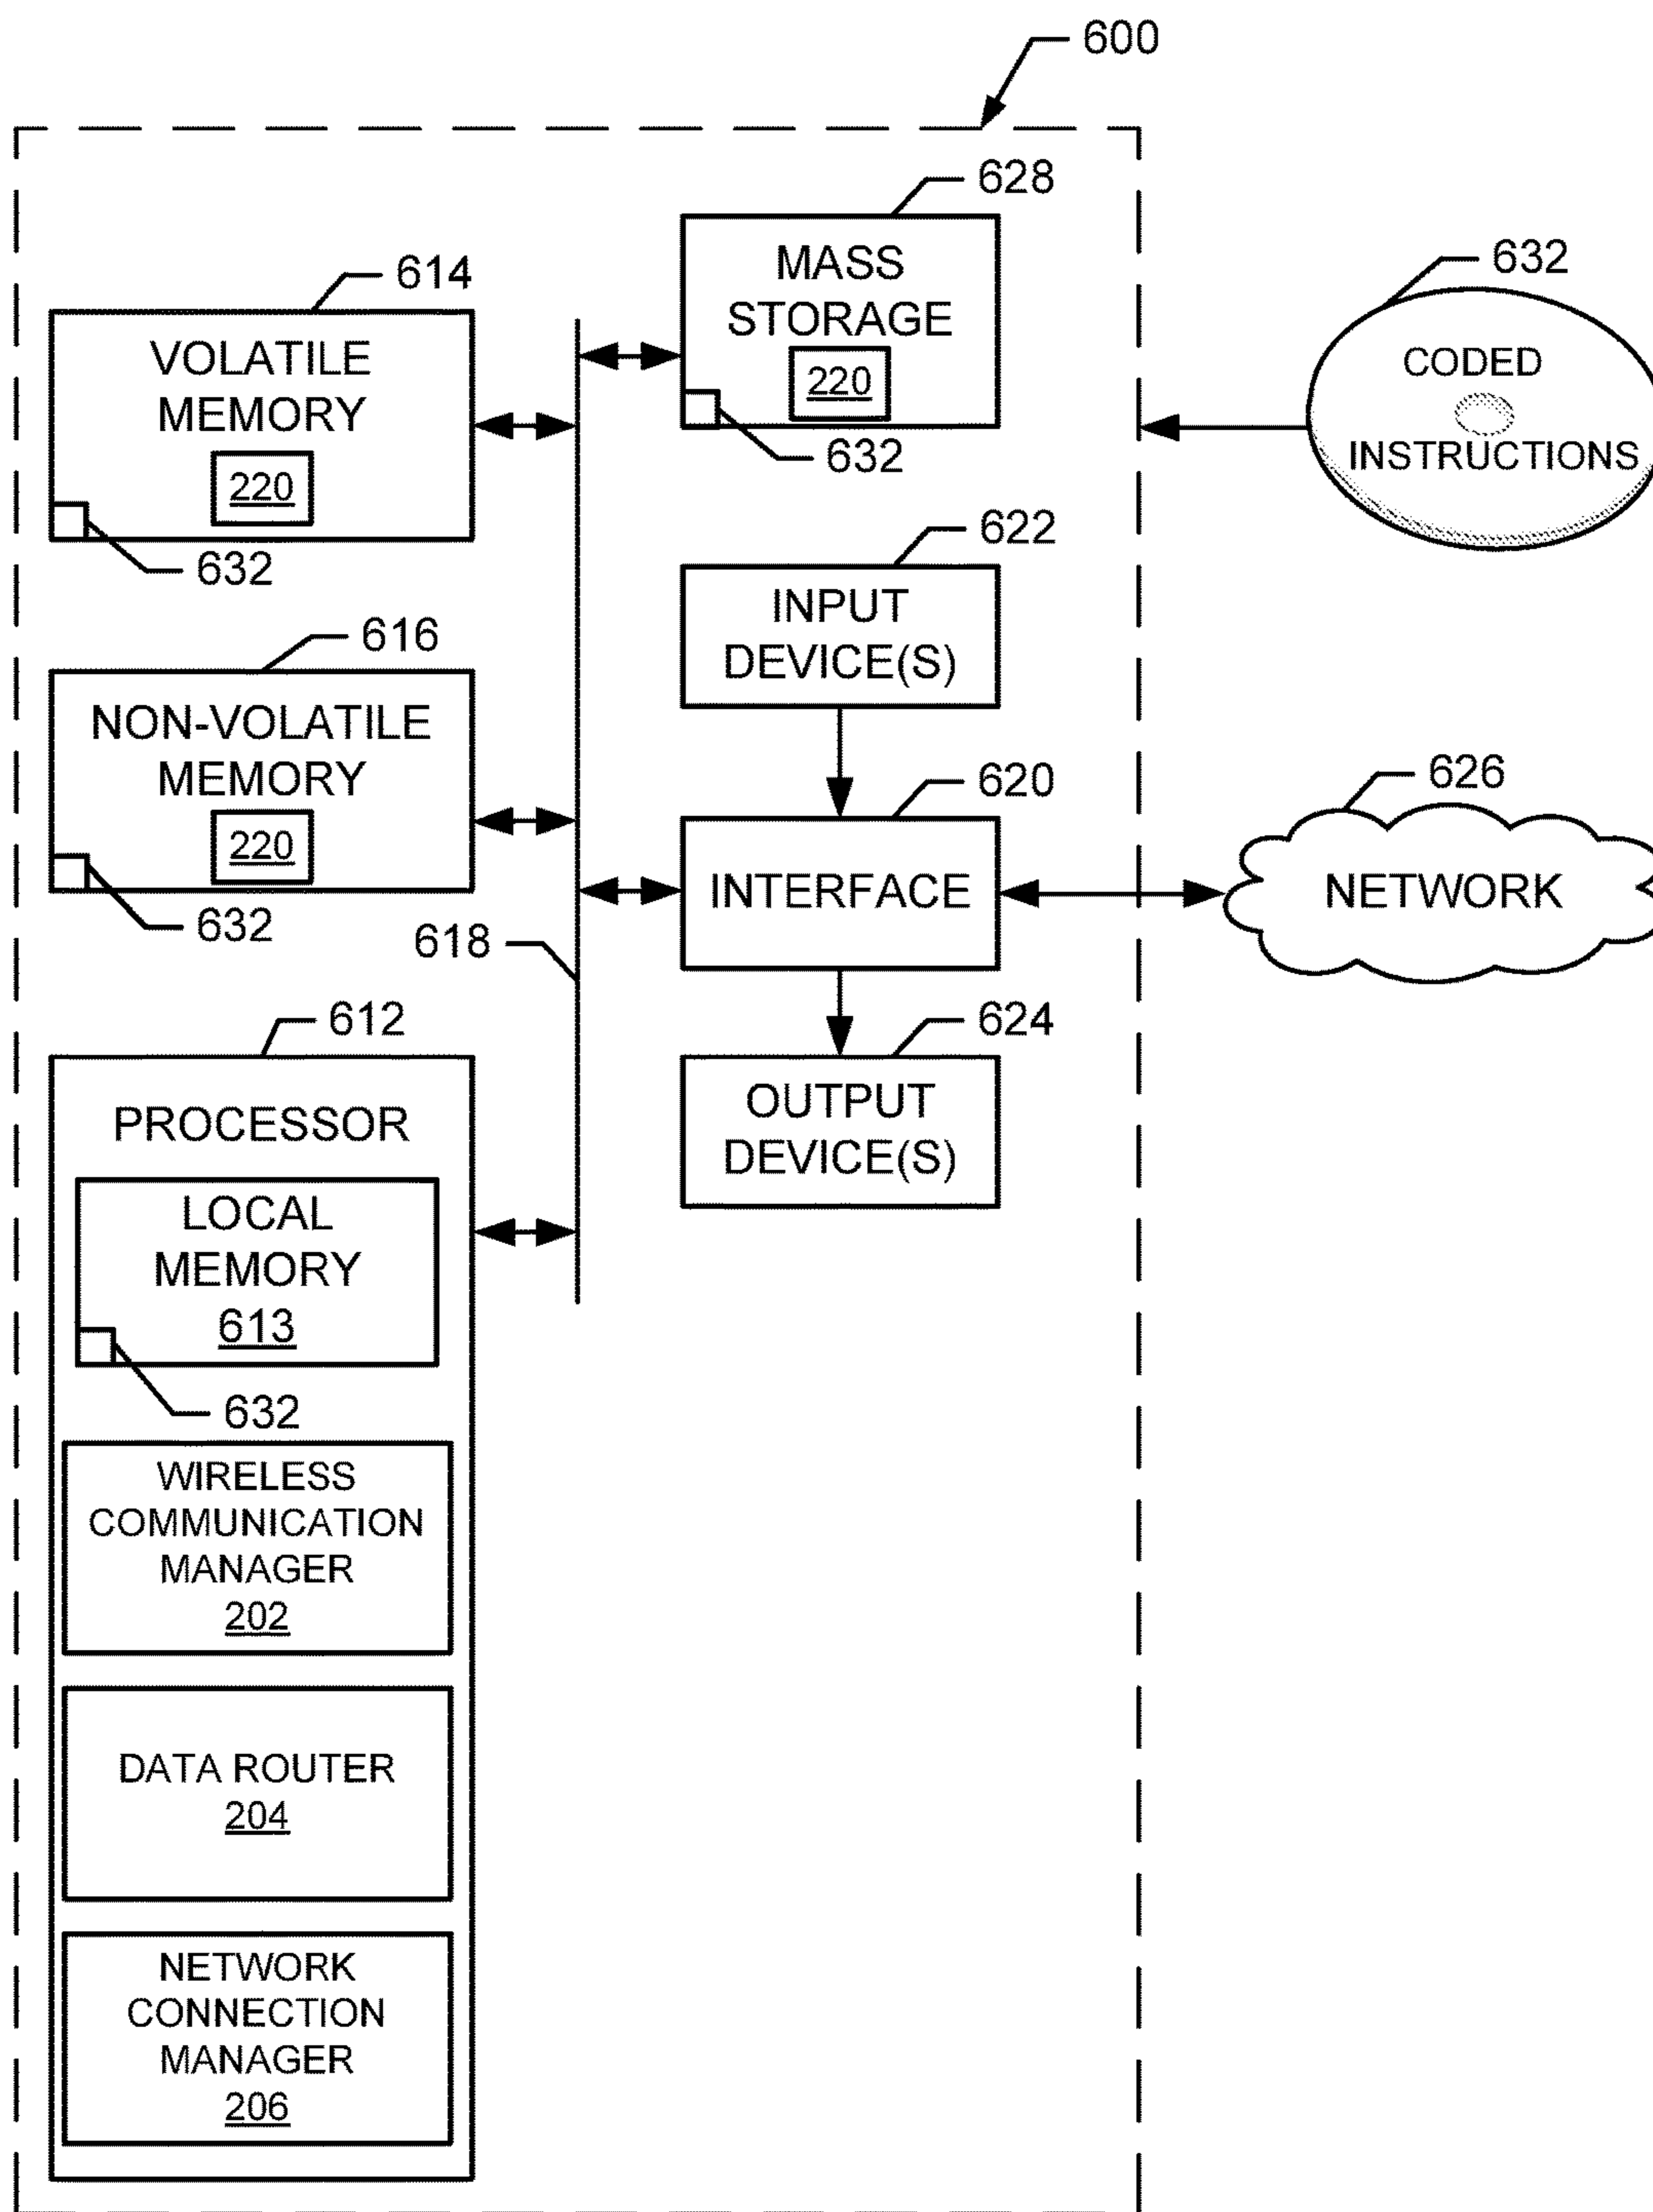 600
628
MASS
STORAGE
220
632
614
VOLATILE
MEMORY
220
632
632
CODED
INSTRUCTIONS
622
INPUT
DEVICE(S)
616
NON-VOLATILE
MEMORY
220
632
618
620
INTERFACE
626
NETWORK
612
PROCESSOR
LOCAL
MEMORY
613
632
624
OUTPUT
DEVICE(S)
WIRELESS
COMMUNICATION
MANAGER
202
DATA ROUTER
204
NETWORK
CONNECTION
MANAGER
206